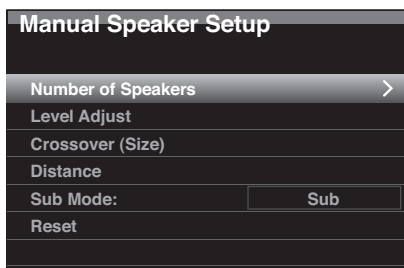 Manual Speaker Setup
Number of Speakers >
Level Adjust
Crossover (Size)
Distance
Sub Mode: Sub
Reset